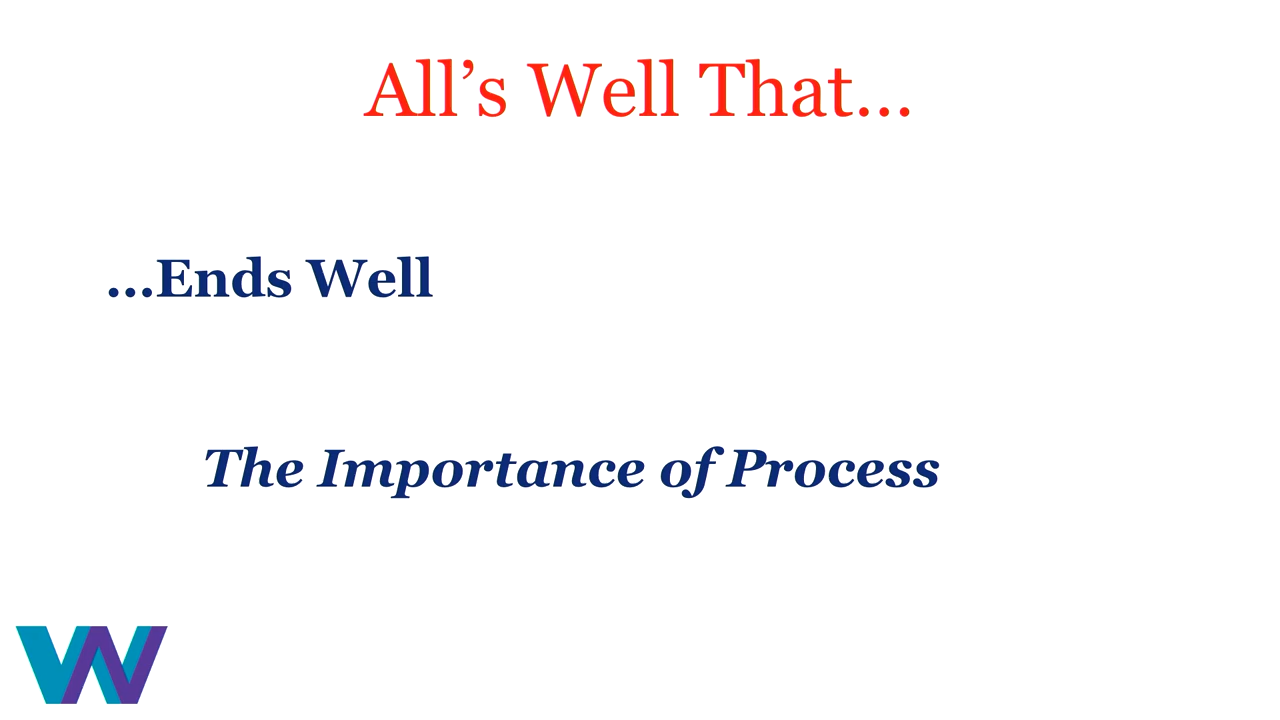 All’s Well That…
…Ends Well
The Importance of Process